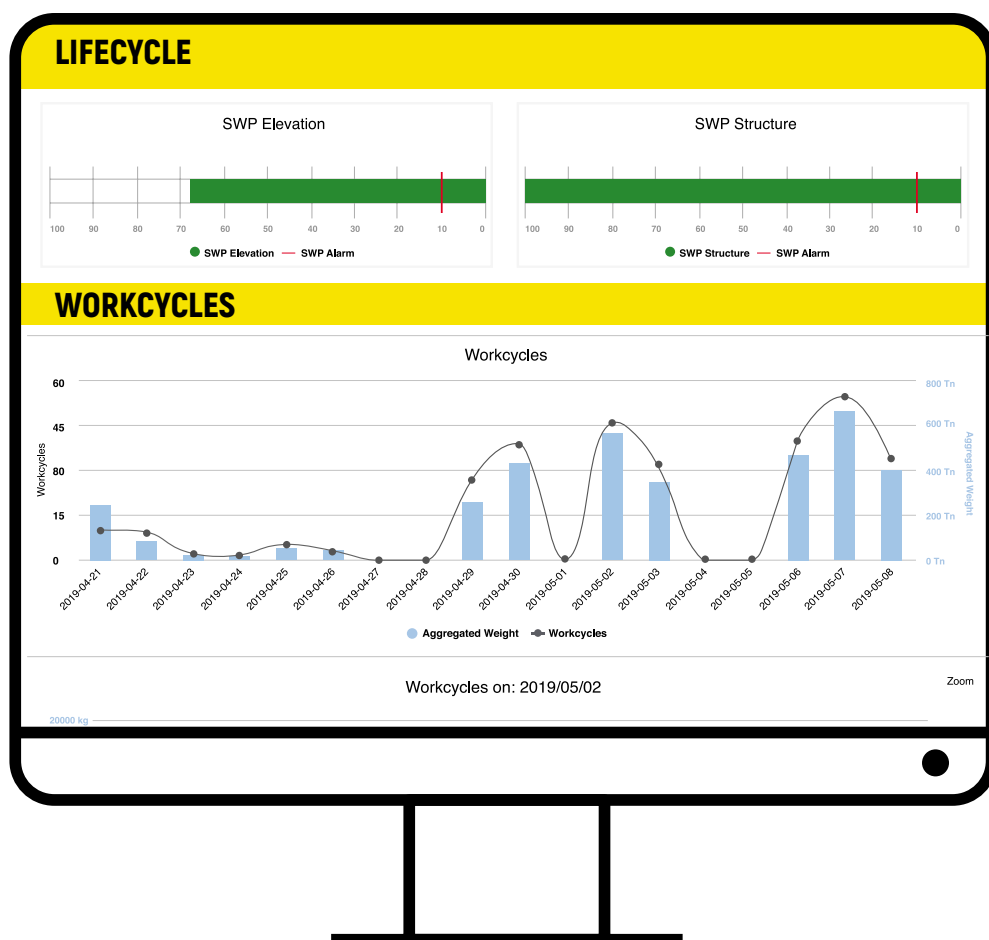 LIFECYCLE
SWP Elevation
100 90 80 70 60 50 40 30 20 10 0
SWP Elevation SWP Alarm
SWP Structure
100 90 80 70 60 50 40 30 20 10 0
SWP Structure SWP Alarm
WORKCYCLES
Workcycles
Workcycles
60
45
80
15
0
800 Tn
600 Tn
400 Tn
200 Tn
0 Tn
Aggregated Weight
2019-04-21
2019-04-22
2019-04-23
2019-04-24
2019-04-25
2019-04-26
2019-04-27
2019-04-28
2019-04-29
2019-04-30
2019-05-01
2019-05-02
2019-05-03
2019-05-04
2019-05-05
2019-05-06
2019-05-07
2019-05-08
Aggregated Weight Workcycles
Workcycles on: 2019/05/02
Zoom
20000 kg